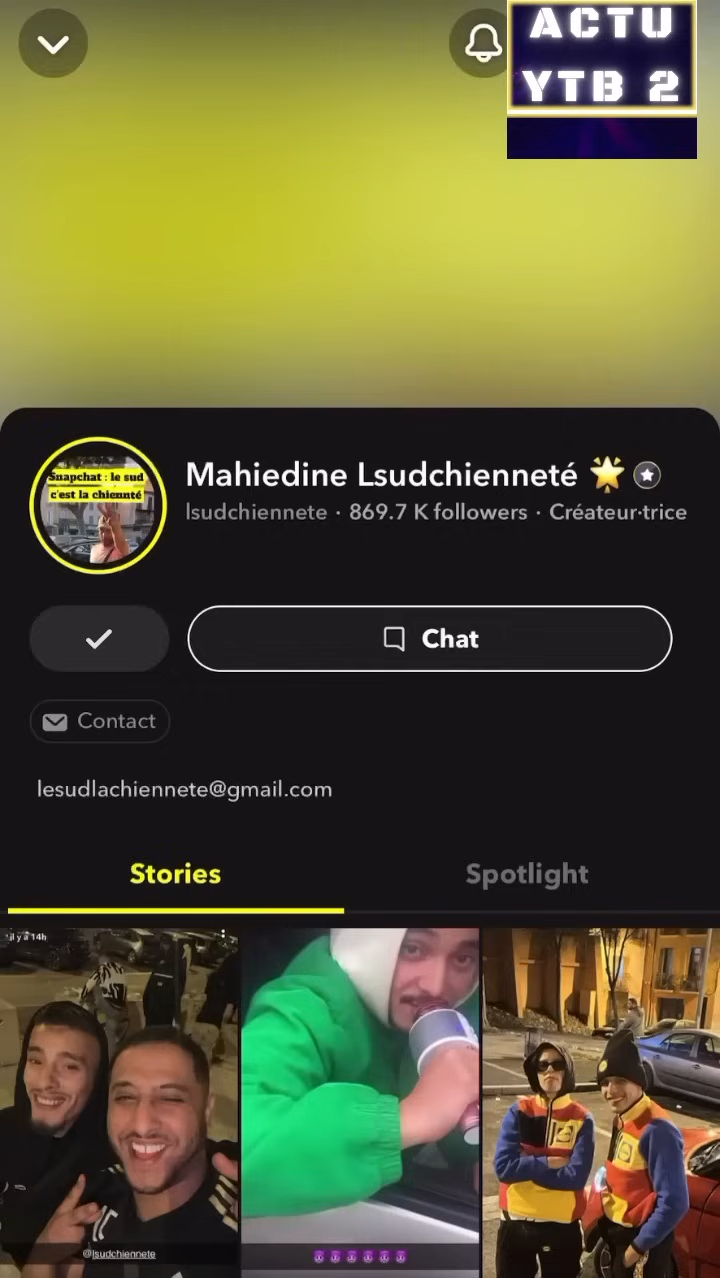 ACTU
YTB 2
Mahiedine Lsudchienneté
lsudchiennete · 869.7 K followers · Créateur·trice
Snapchat : le sud
c'est la chiennté
Chat
Contact
lesudlachiennete@gmail.com
Stories
Spotlight
il y a 14h
@lsudchiennete